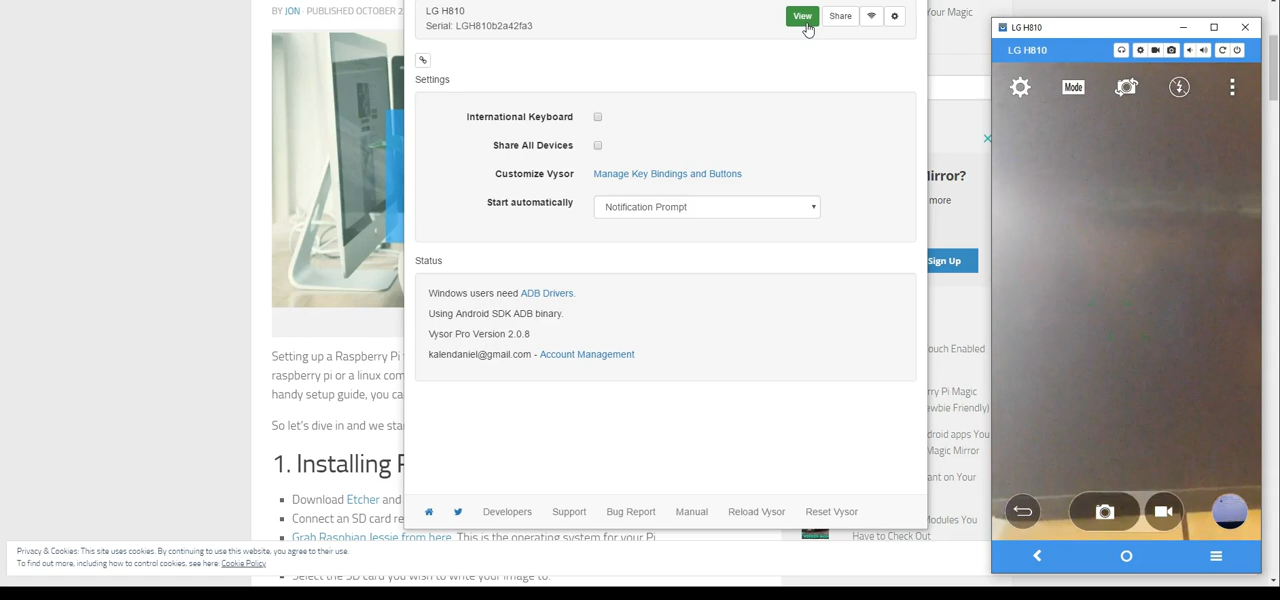 BY JON · PUBLISHED OCTOBER 2
LG H810
Serial: LGH810b2a42fa3
View
Share
Settings
International Keyboard
Share All Devices
Customize Vysor
Manage Key Bindings and Buttons
Start automatically
Notification Prompt
Status
Windows users need ADB Drivers.
Using Android SDK ADB binary.
Vysor Pro Version 2.0.8
kalendaniel@gmail.com - Account Management
Developers
Support
Bug Report
Manual
Reload Vysor
Reset Vysor
Setting up a Raspberry Pi
raspberry pi or a linux com
handy setup guide, you ca
So let's dive in and we sta
1. Installing
Download Etcher and
Connect an SD card re
Grab Raspbian Jessie from here. This is the operating system for your Pi
Select the SD card you wish to write your image to.
Privacy & Cookies: This site uses cookies. By continuing to use this website, you agree to their use.
To find out more, including how to control cookies, see here: Cookie Policy
Your Magic
Mirror?
more
Sign Up
ouch Enabled
rry Pi Magic
ewbie Friendly)
droid apps You
Magic Mirror
ant on Your
Modules You
Have to Check Out
LG H810
LG H810
Mode